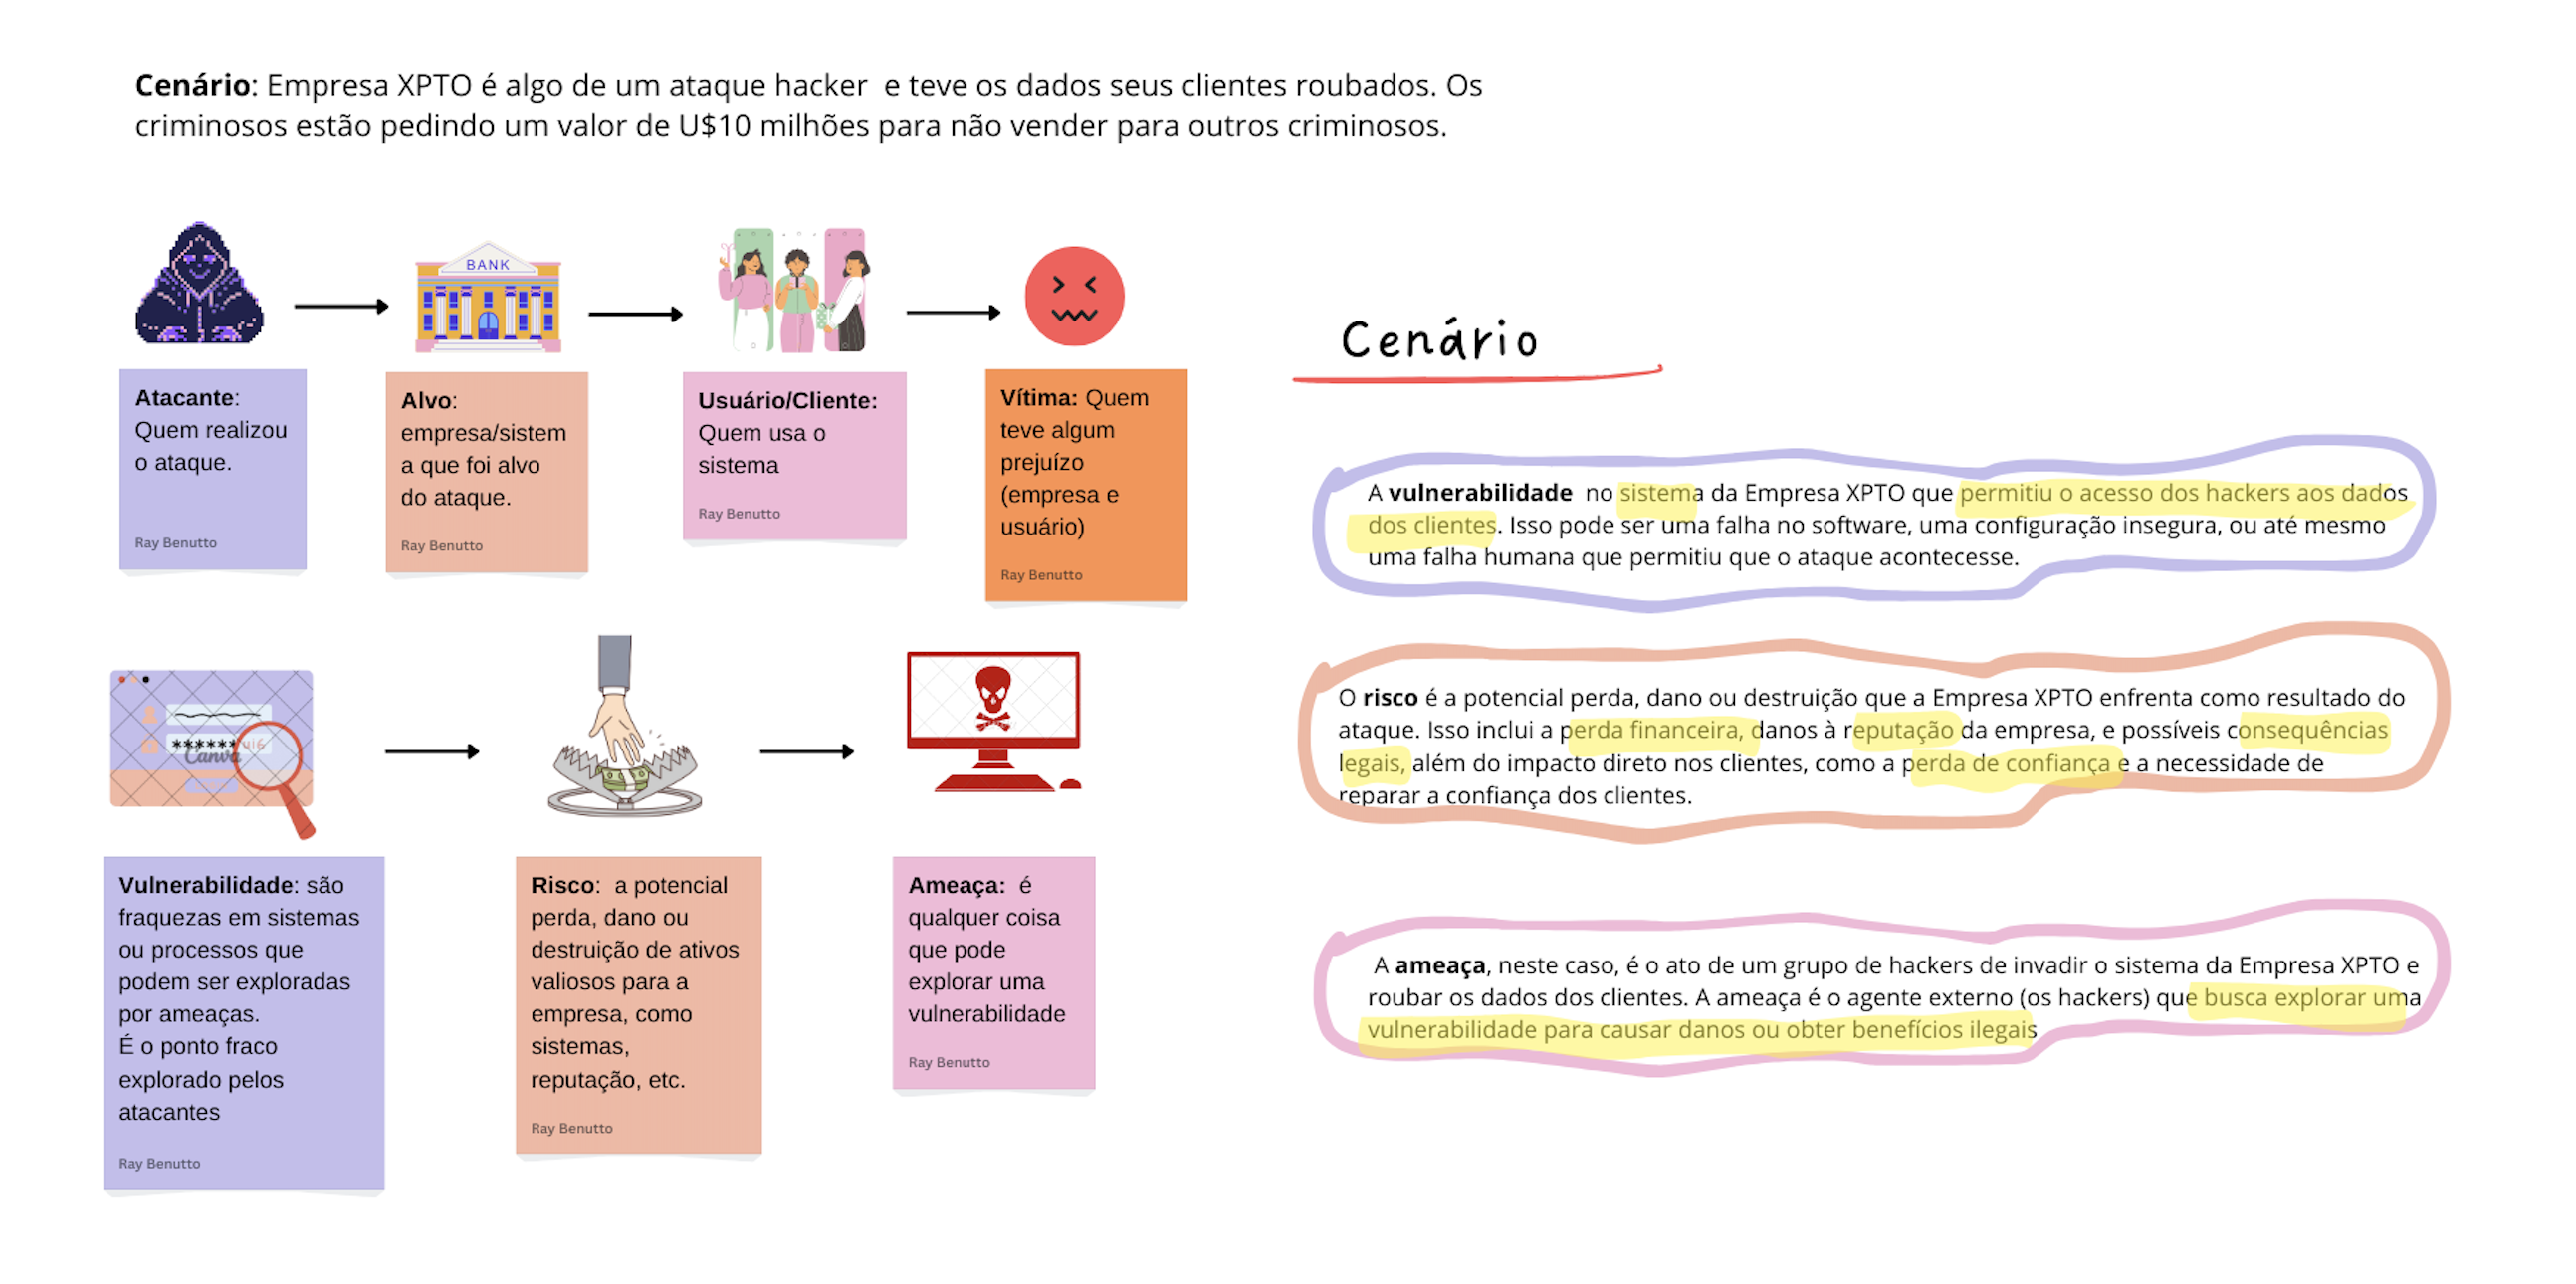 Cenário: Empresa XPTO é algo de um ataque hacker  e teve os dados seus clientes roubados. Os
criminosos estão pedindo um valor de U$10 milhões para não vender para outros criminosos.
BANK
Atacante:
Quem realizou
o ataque.
Ray Benutto
Alvo:
empresa/sistem
a que foi alvo
do ataque.
Ray Benutto
Usuário/Cliente:
Quem usa o
sistema
Ray Benutto
Vítima: Quem
teve algum
prejuízo
(empresa e
usuário)
Ray Benutto
******ui6
Canva
Vulnerabilidade: são
fraquezas em sistemas
ou processos que
podem ser exploradas
por ameaças.
É o ponto fraco
explorado pelos
atacantes
Ray Benutto
Risco:  a potencial
perda, dano ou
destruição de ativos
valiosos para a
empresa, como
sistemas,
reputação, etc.
Ray Benutto
Ameaça:  é
qualquer coisa
que pode
explorar uma
vulnerabilidade
Ray Benutto
Cenário
A vulnerabilidade  no sistema da Empresa XPTO que permitiu o acesso dos hackers aos dados
dos clientes. Isso pode ser uma falha no software, uma configuração insegura, ou até mesmo
uma falha humana que permitiu que o ataque acontecesse.
O risco é a potencial perda, dano ou destruição que a Empresa XPTO enfrenta como resultado do
ataque. Isso inclui a perda financeira, danos à reputação da empresa, e possíveis consequências
legais, além do impacto direto nos clientes, como a perda de confiança e a necessidade de
reparar a confiança dos clientes.
A ameaça, neste caso, é o ato de um grupo de hackers de invadir o sistema da Empresa XPTO e
roubar os dados dos clientes. A ameaça é o agente externo (os hackers) que busca explorar uma
vulnerabilidade para causar danos ou obter benefícios ilegais